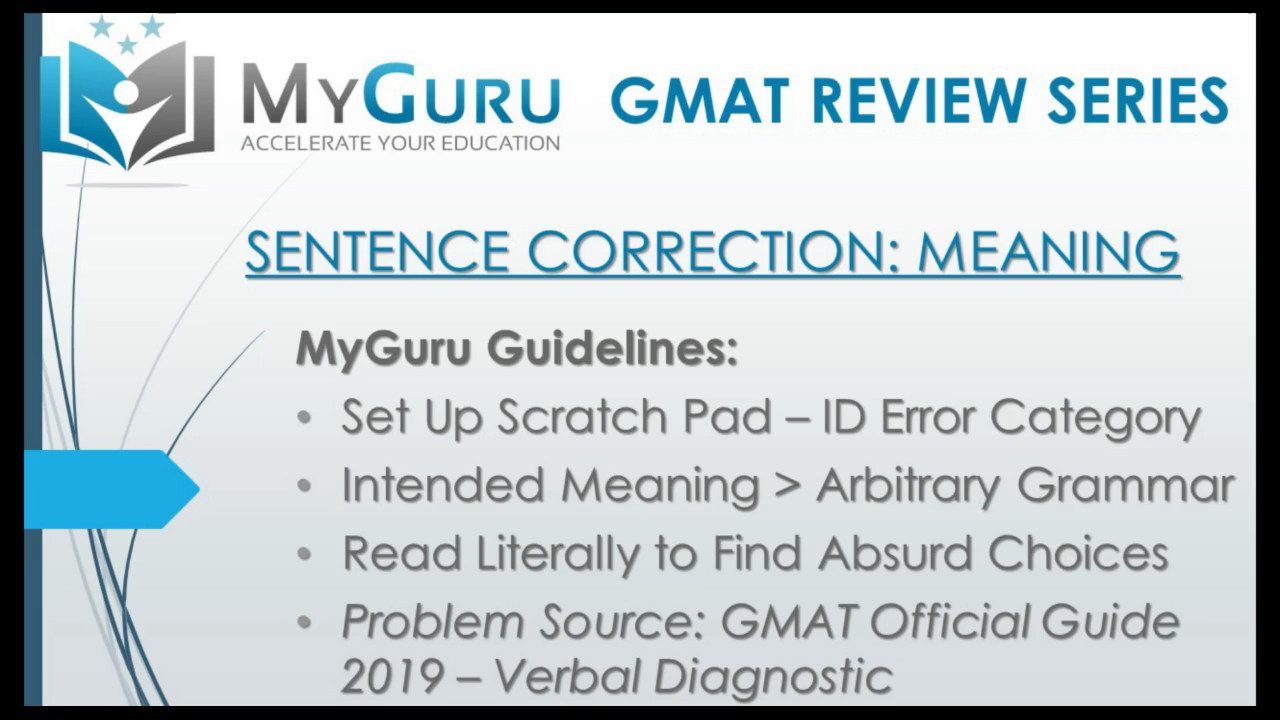 MYGURU GMAT REVIEW SERIES
ACCELERATE YOUR EDUCATION
SENTENCE CORRECTION: MEANING
MyGuru Guidelines:
• Set Up Scratch Pad – ID Error Category
• Intended Meaning > Arbitrary Grammar
• Read Literally to Find Absurd Choices
• Problem Source: GMAT Official Guide
2019 – Verbal Diagnostic